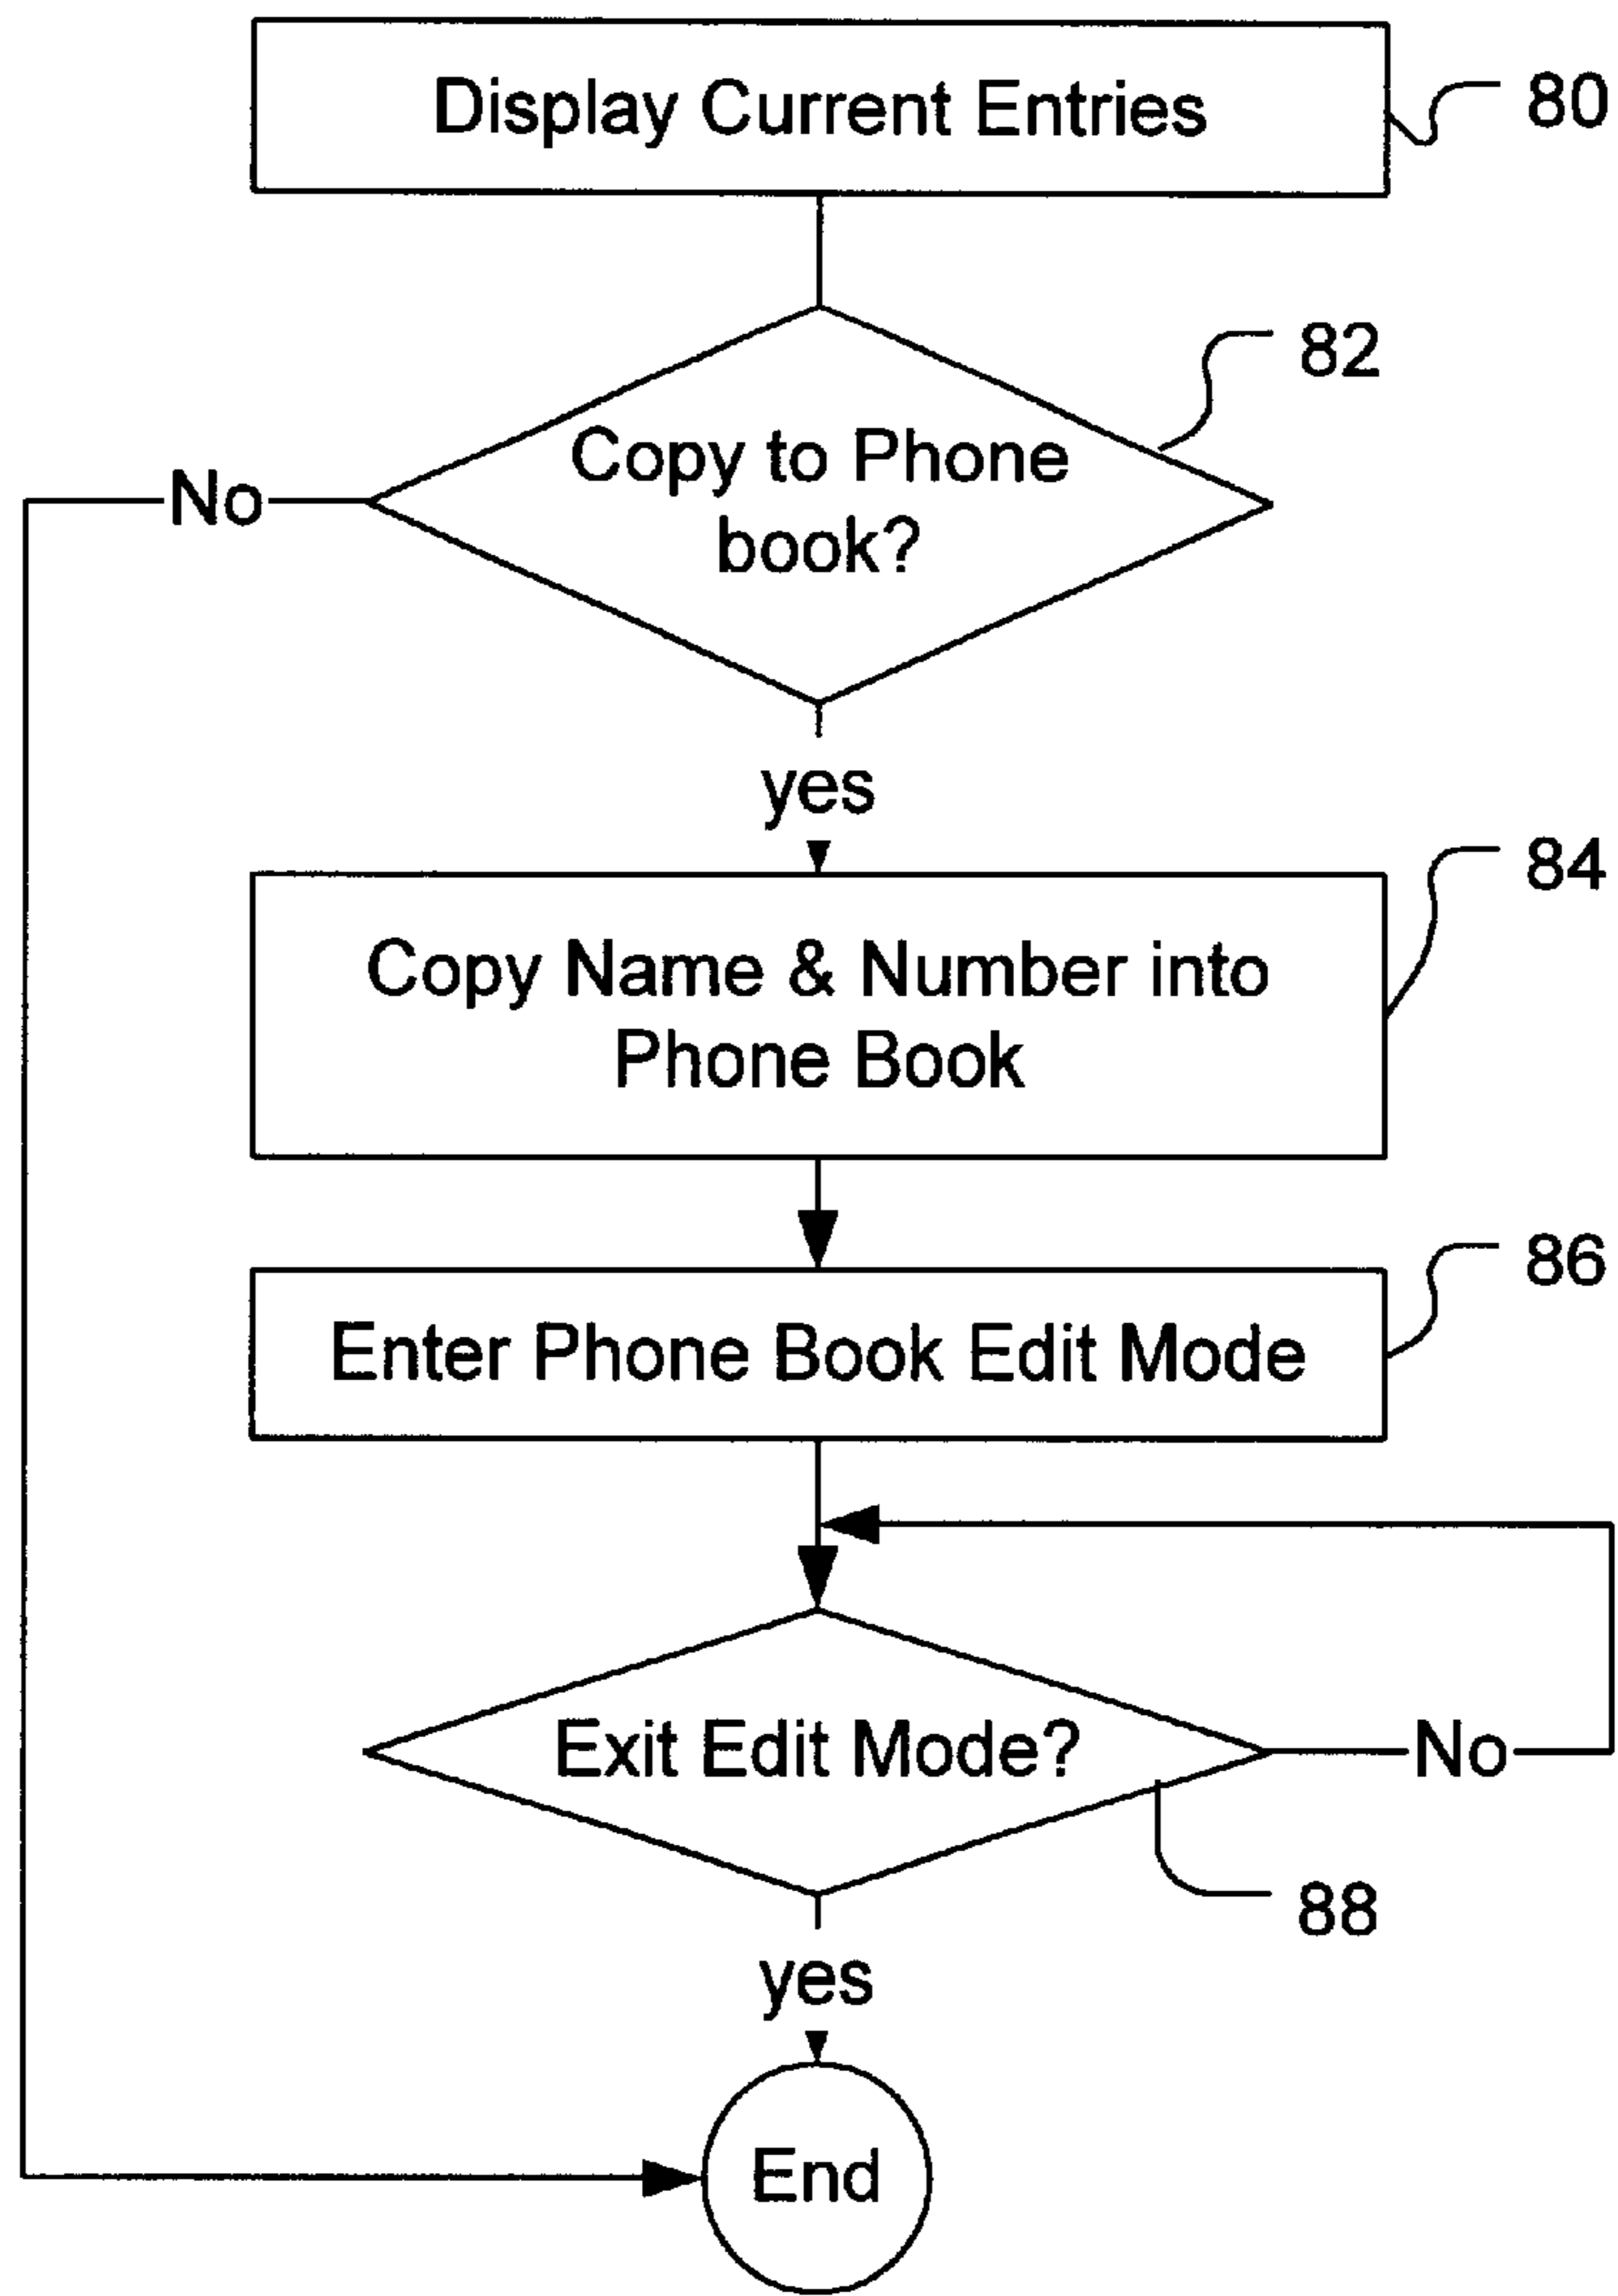 Display Current Entries
80
82
Copy to Phone
book?
No
yes
84
Copy Name & Number into
Phone Book
86
Enter Phone Book Edit Mode
Exit Edit Mode?
No
88
yes
End